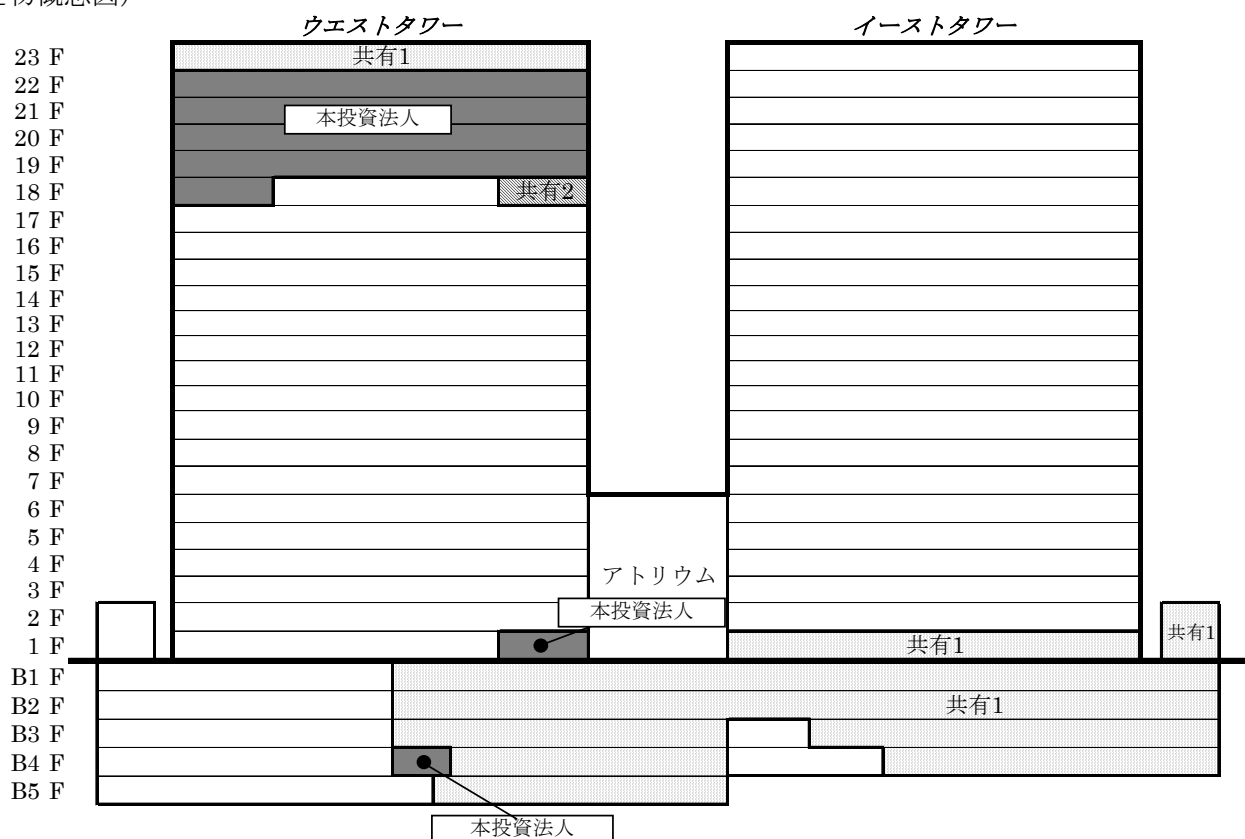 ウエストタワー イーストタワー
23 F 共有1
22 F
21 F 本投資法人
20 F
19 F
18 F 共有2
17 F
16 F
15 F
14 F
13 F
12 F
11 F
10 F
9 F
8 F
7 F
6 F
5 F
4 F
アトリウム
3 F
2 F 本投資法人
共有1
1 F 共有1
B1 F
B2 F 共有1
B3 F
B4 F
B5 F
本投資法人